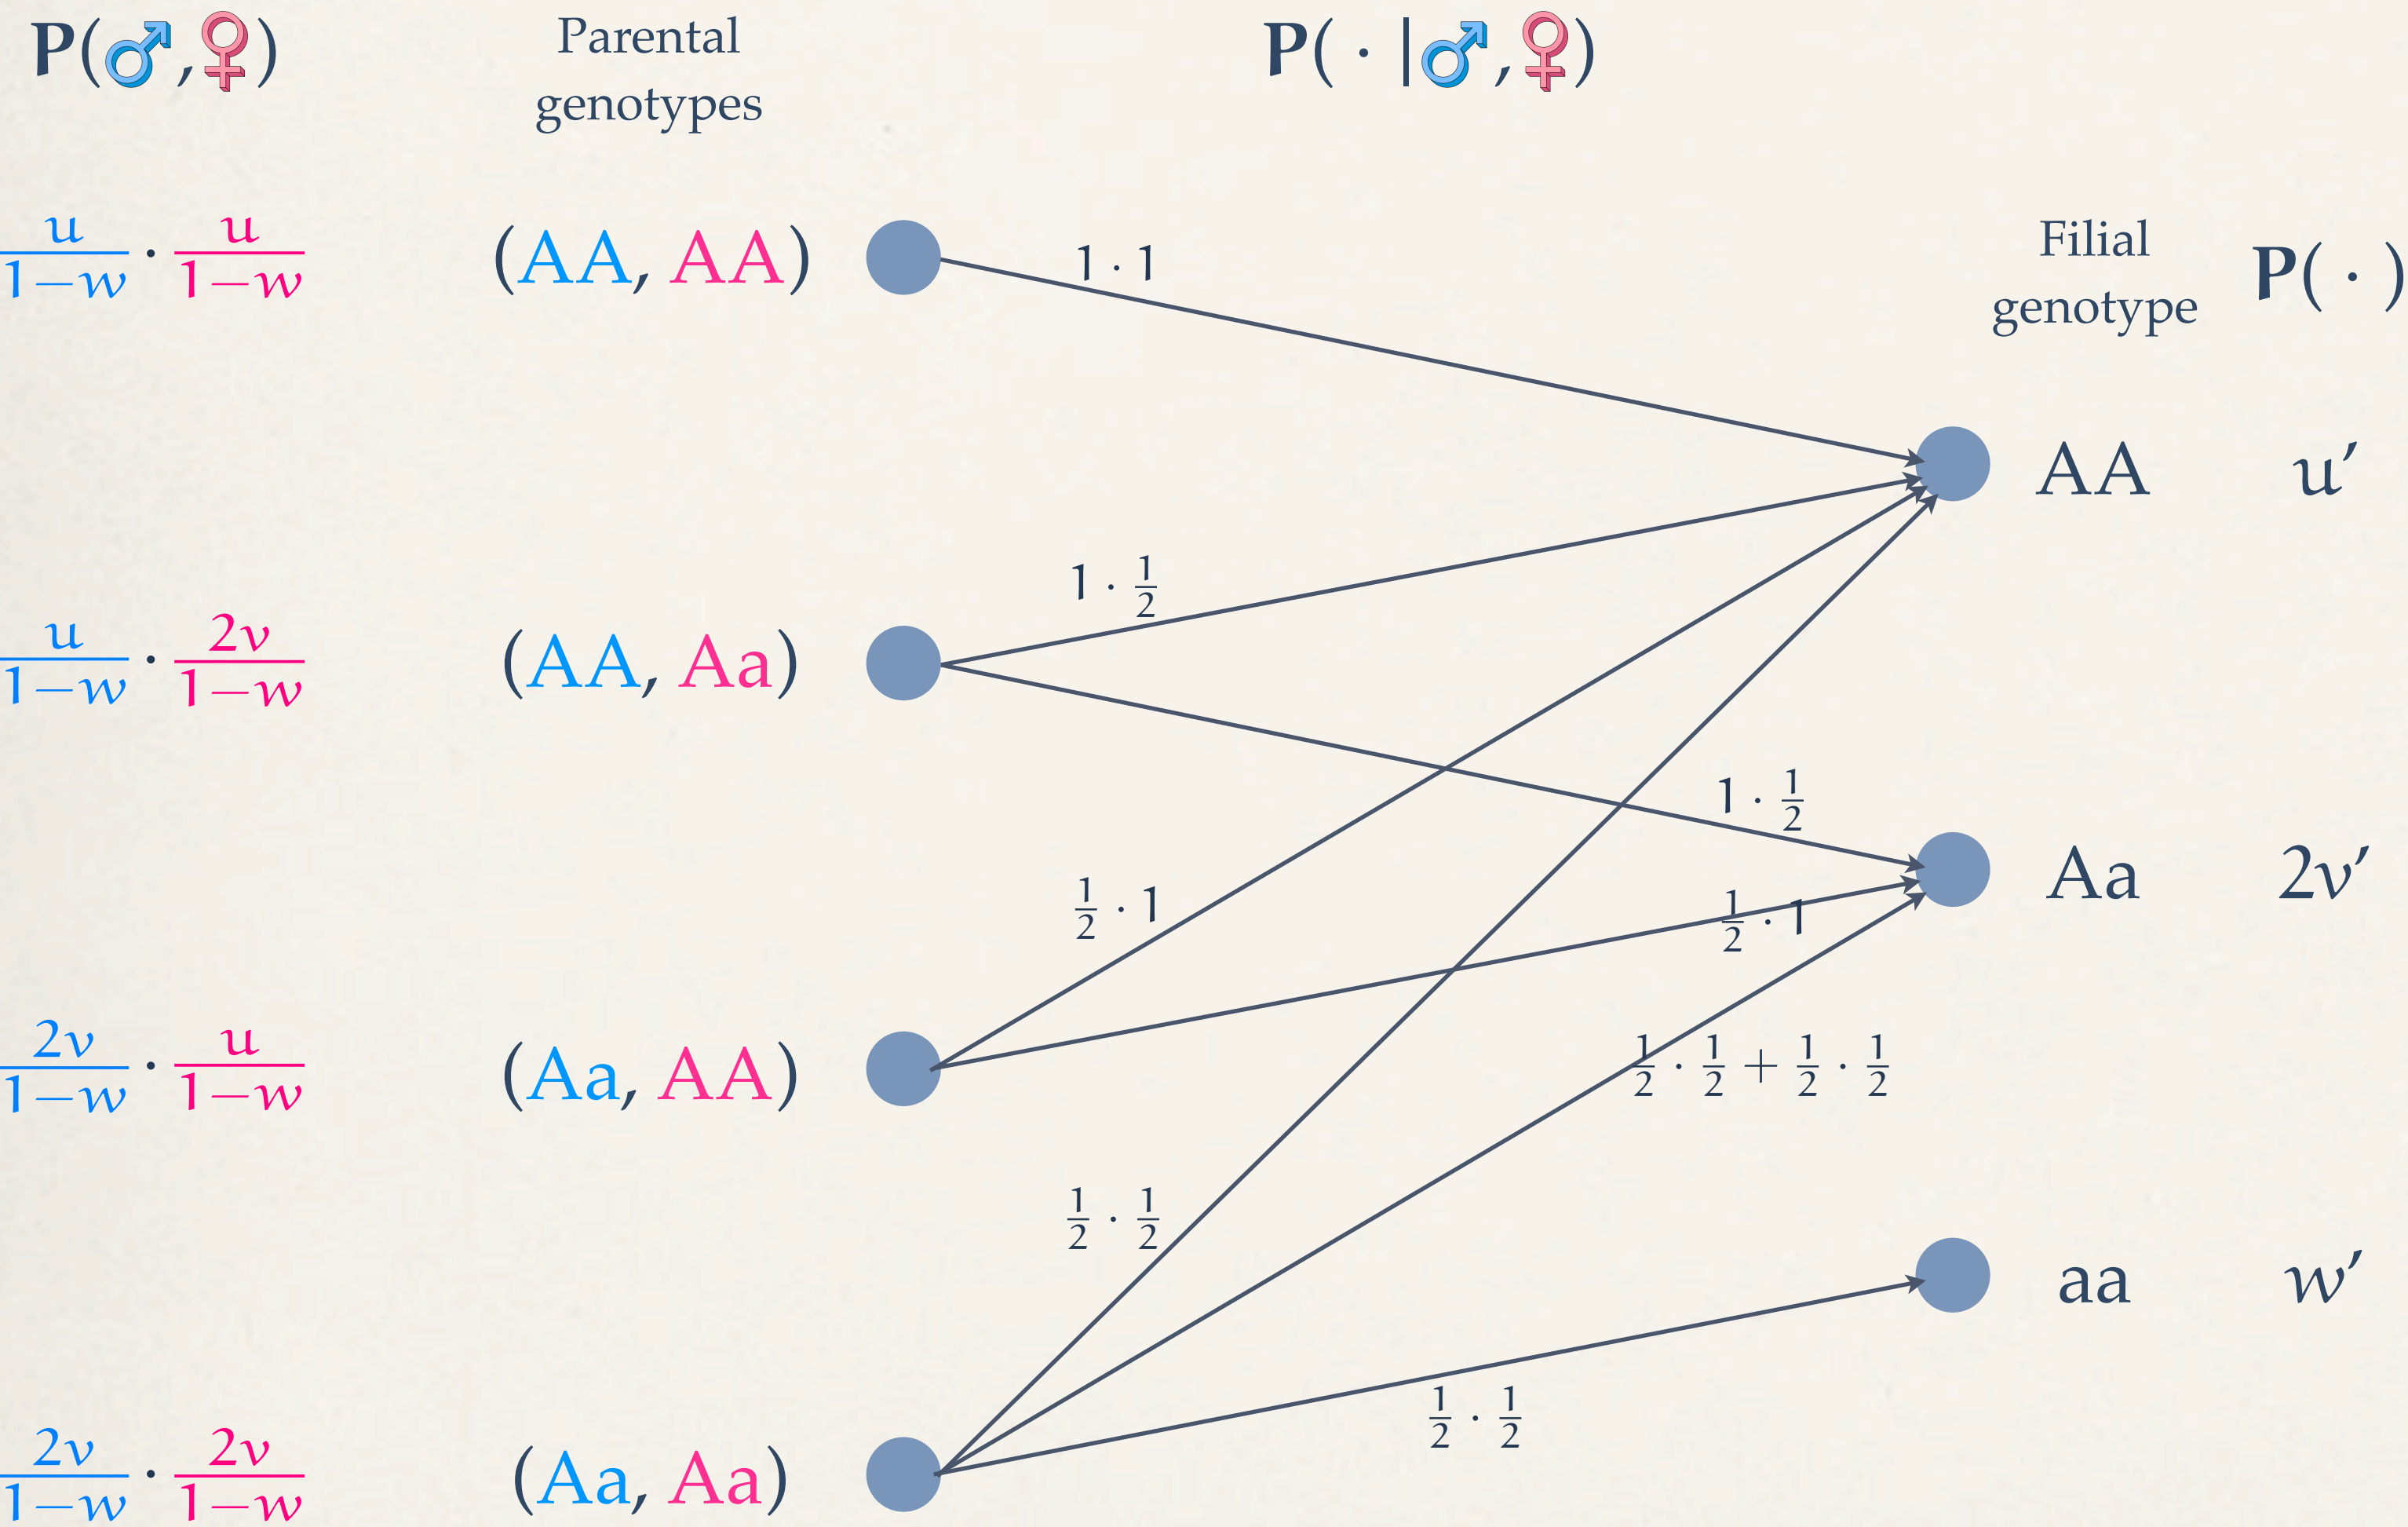 P(♂,♀)
Parental
genotypes
P( · |♂,♀)
u/1−w · u/1−w
(AA, AA)
1 · 1
Filial
genotype
P( · )
AA
u′
1 · 1/2
u/1−w · 2v/1−w
(AA, Aa)
1 · 1/2
Aa
2v′
1/2 · 1
1/2 · 1
2v/1−w · u/1−w
(Aa, AA)
1/2 · 1/2 + 1/2 · 1/2
1/2 · 1/2
aa
w′
1/2 · 1/2
2v/1−w · 2v/1−w
(Aa, Aa)